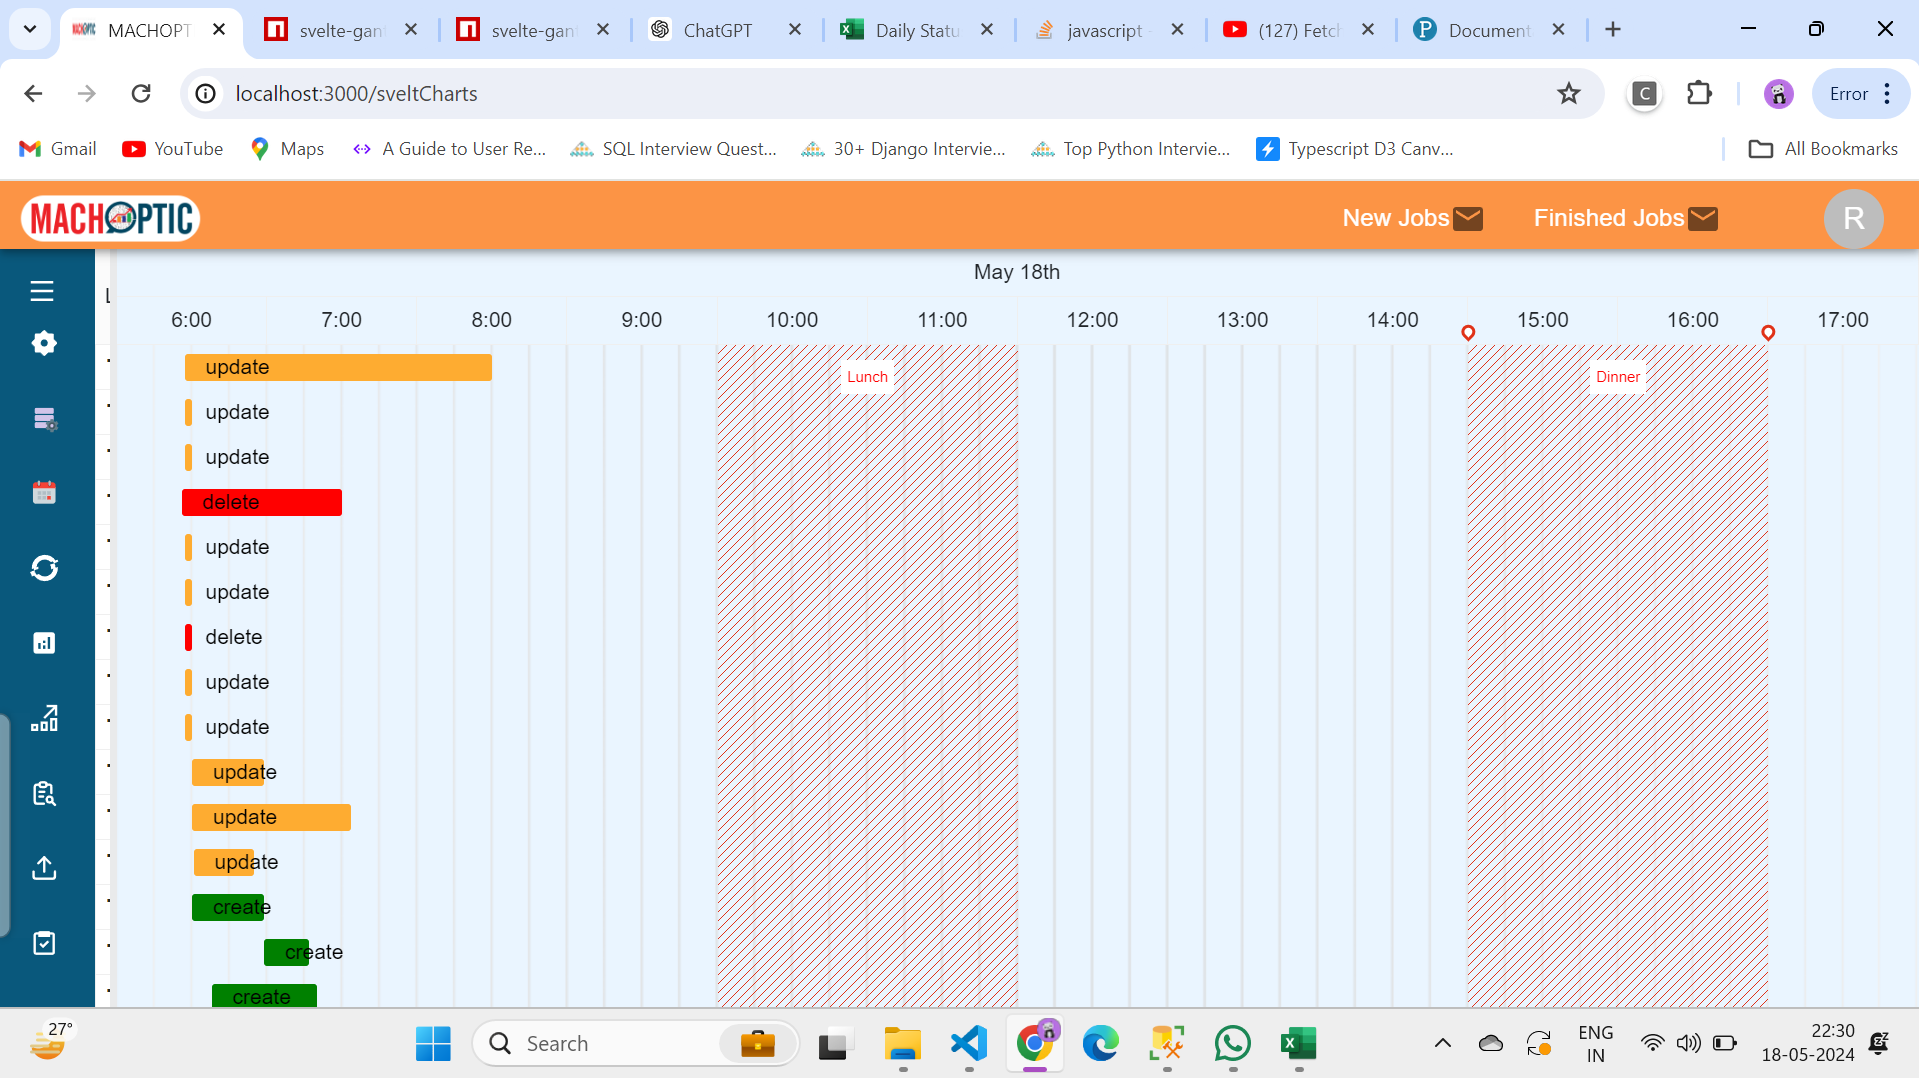 MACHOPT
svelte-gan
svelte-gan
ChatGPT
Daily Statu
javascript -
(127) Fetch
Document
localhost:3000/sveltCharts
C
Error
Gmail
YouTube
Maps
A Guide to User Re...
SQL Interview Quest...
30+ Django Intervie...
Top Python Intervie...
Typescript D3 Canv...
All Bookmarks
MACHOPTIC
New Jobs
Finished Jobs
R
May 18th
6:00 7:00 8:00 9:00 10:00 11:00 12:00 13:00 14:00 15:00 16:00 17:00
update
Lunch
Dinner
update
update
delete
update
update
delete
update
update
update
update
update
create
create
create
27°
Search
ENG
IN
22:30
18-05-2024